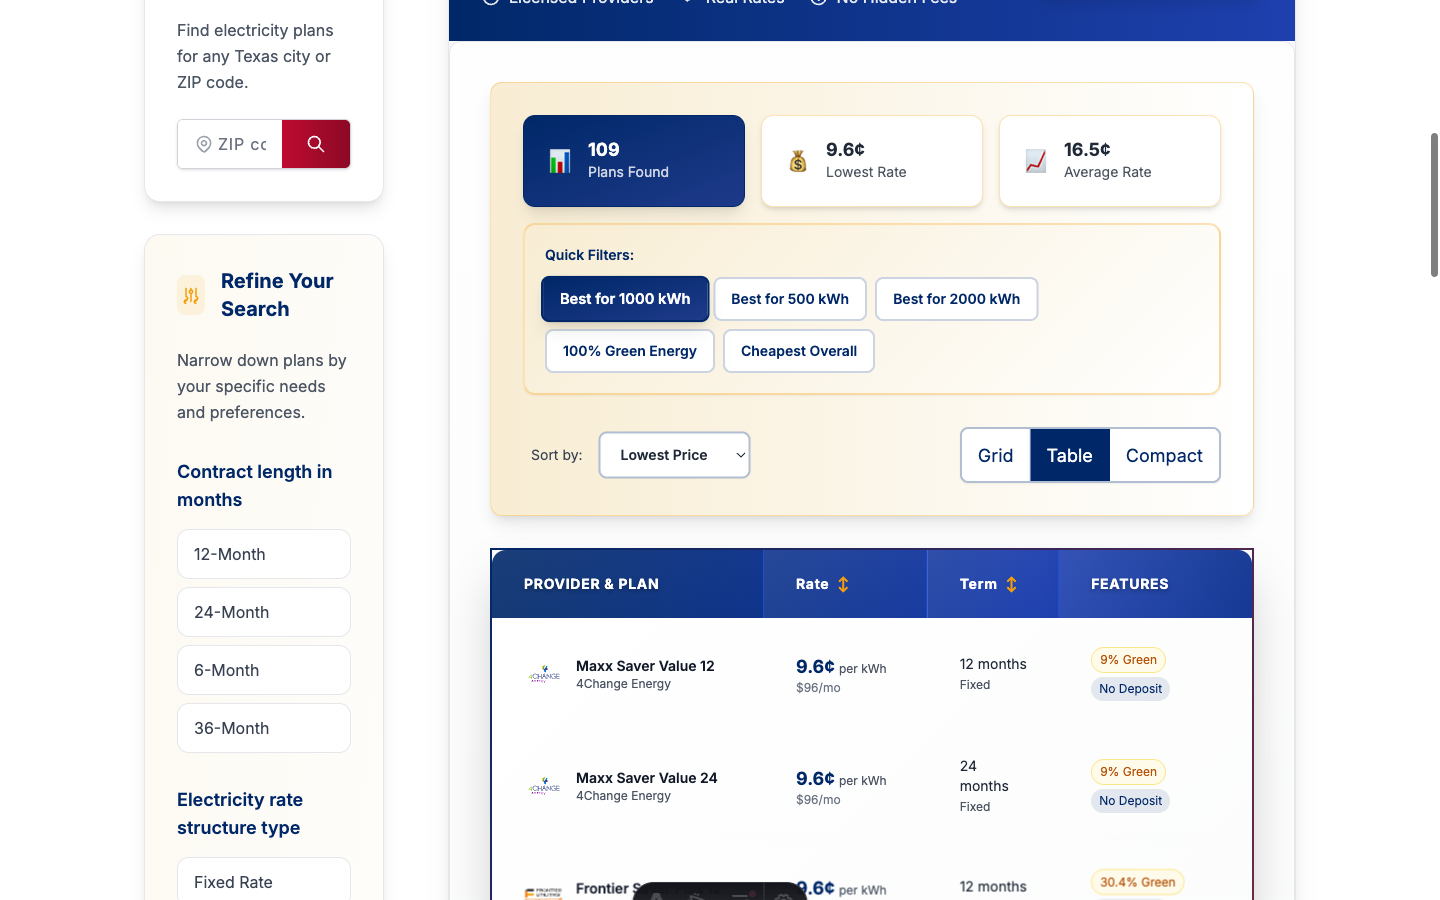 Licensed Providers
Real Rates
No Hidden Fees
Find electricity plans
for any Texas city or
ZIP code.
ZIP co
Refine Your
Search
Narrow down plans by
your specific needs
and preferences.
Contract length in
months
12-Month
24-Month
6-Month
36-Month
Electricity rate
structure type
Fixed Rate
109
Plans Found
9.6¢
Lowest Rate
16.5¢
Average Rate
Quick Filters:
Best for 1000 kWh
Best for 500 kWh
Best for 2000 kWh
100% Green Energy
Cheapest Overall
Sort by:
Lowest Price
Grid
Table
Compact
PROVIDER & PLAN
Rate
Term
FEATURES
4CHANGE
Maxx Saver Value 12
4Change Energy
9.6¢ per kWh
$96/mo
12 months
Fixed
9% Green
No Deposit
4CHANGE
Maxx Saver Value 24
4Change Energy
9.6¢ per kWh
$96/mo
24
months
Fixed
9% Green
No Deposit
FRONTIER
Frontier
9.6¢ per kWh
12 months
30.4% Green